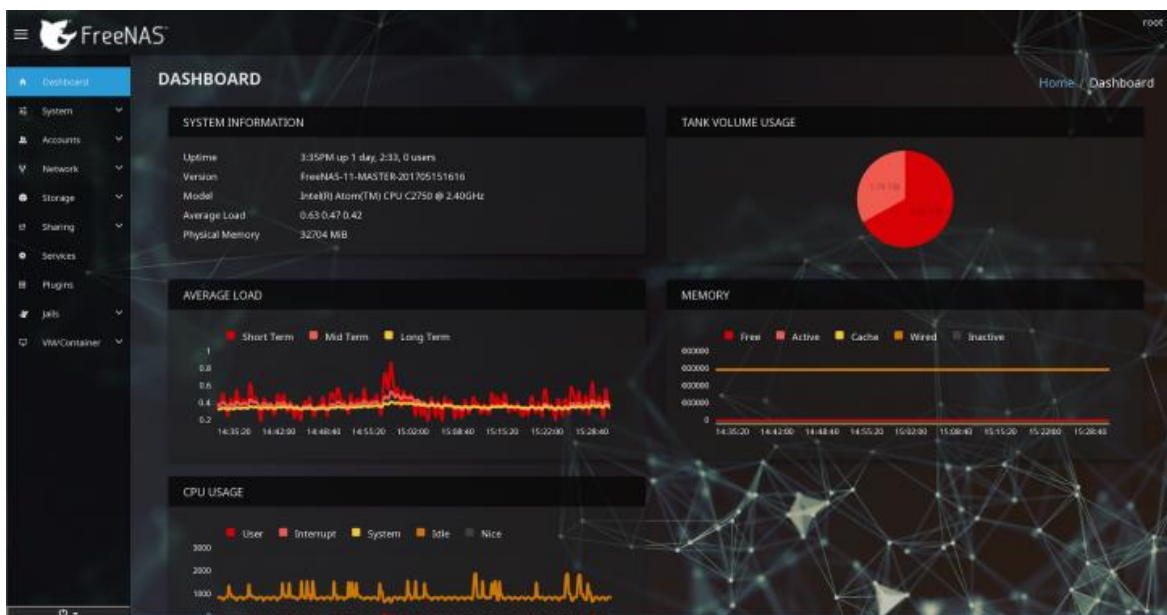 FreeNAS
root
Dashboard
System
Accounts
Network
Storage
Sharing
Services
Plugins
Jails
VM/Container
DASHBOARD
Home / Dashboard
SYSTEM INFORMATION
Uptime 3:35PM up 1 day, 2:33, 0 users
Version FreeNAS-11-MASTER-201705151616
Model Intel(R) Atom(TM) CPU C2750 @ 2.40GHz
Average Load 0.63 0.47 0.42
Physical Memory 32704 MiB
TANK VOLUME USAGE
AVERAGE LOAD
Short Term Mid Term Long Term
1
0.8
0.6
0.4
0.2
14:35:20 14:42:00 14:48:40 14:55:20 15:02:00 15:08:40 15:15:20 15:22:00 15:28:40
MEMORY
Free Active Cache Wired Inactive
000000
000000
000000
000000
0
14:35:20 14:42:00 14:48:40 14:55:20 15:02:00 15:08:40 15:15:20 15:22:00 15:28:40
CPU USAGE
User Interrupt System Idle Nice
3000
2000
1000